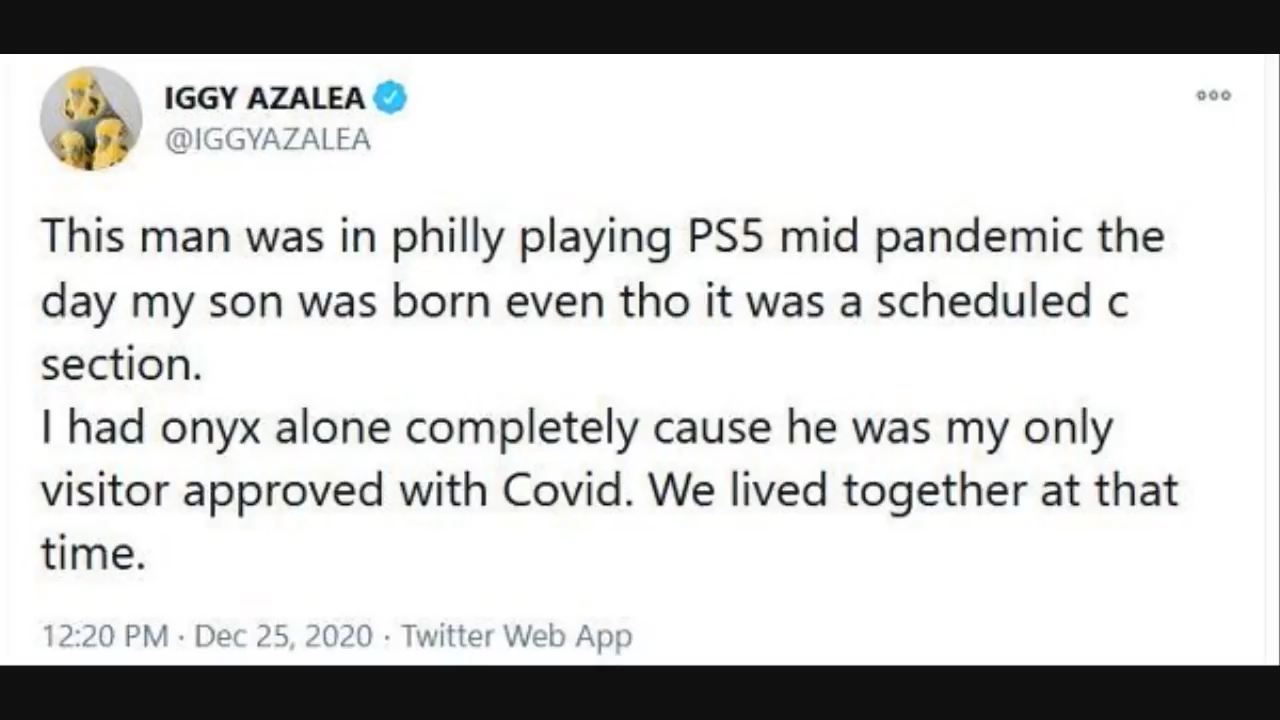 IGGY AZALEA
@IGGYAZALEA
This man was in philly playing PS5 mid pandemic the
day my son was born even tho it was a scheduled c
section.
I had onyx alone completely cause he was my only
visitor approved with Covid. We lived together at that
time.
12:20 PM · Dec 25, 2020 · Twitter Web App